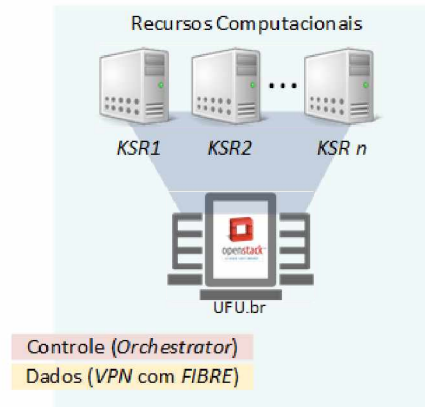 Recursos Computacionais
KSR1 KSR2 ... KSR n
openstack
UFU.br
Controle (Orchestrator)
Dados (VPN com FIBRE)